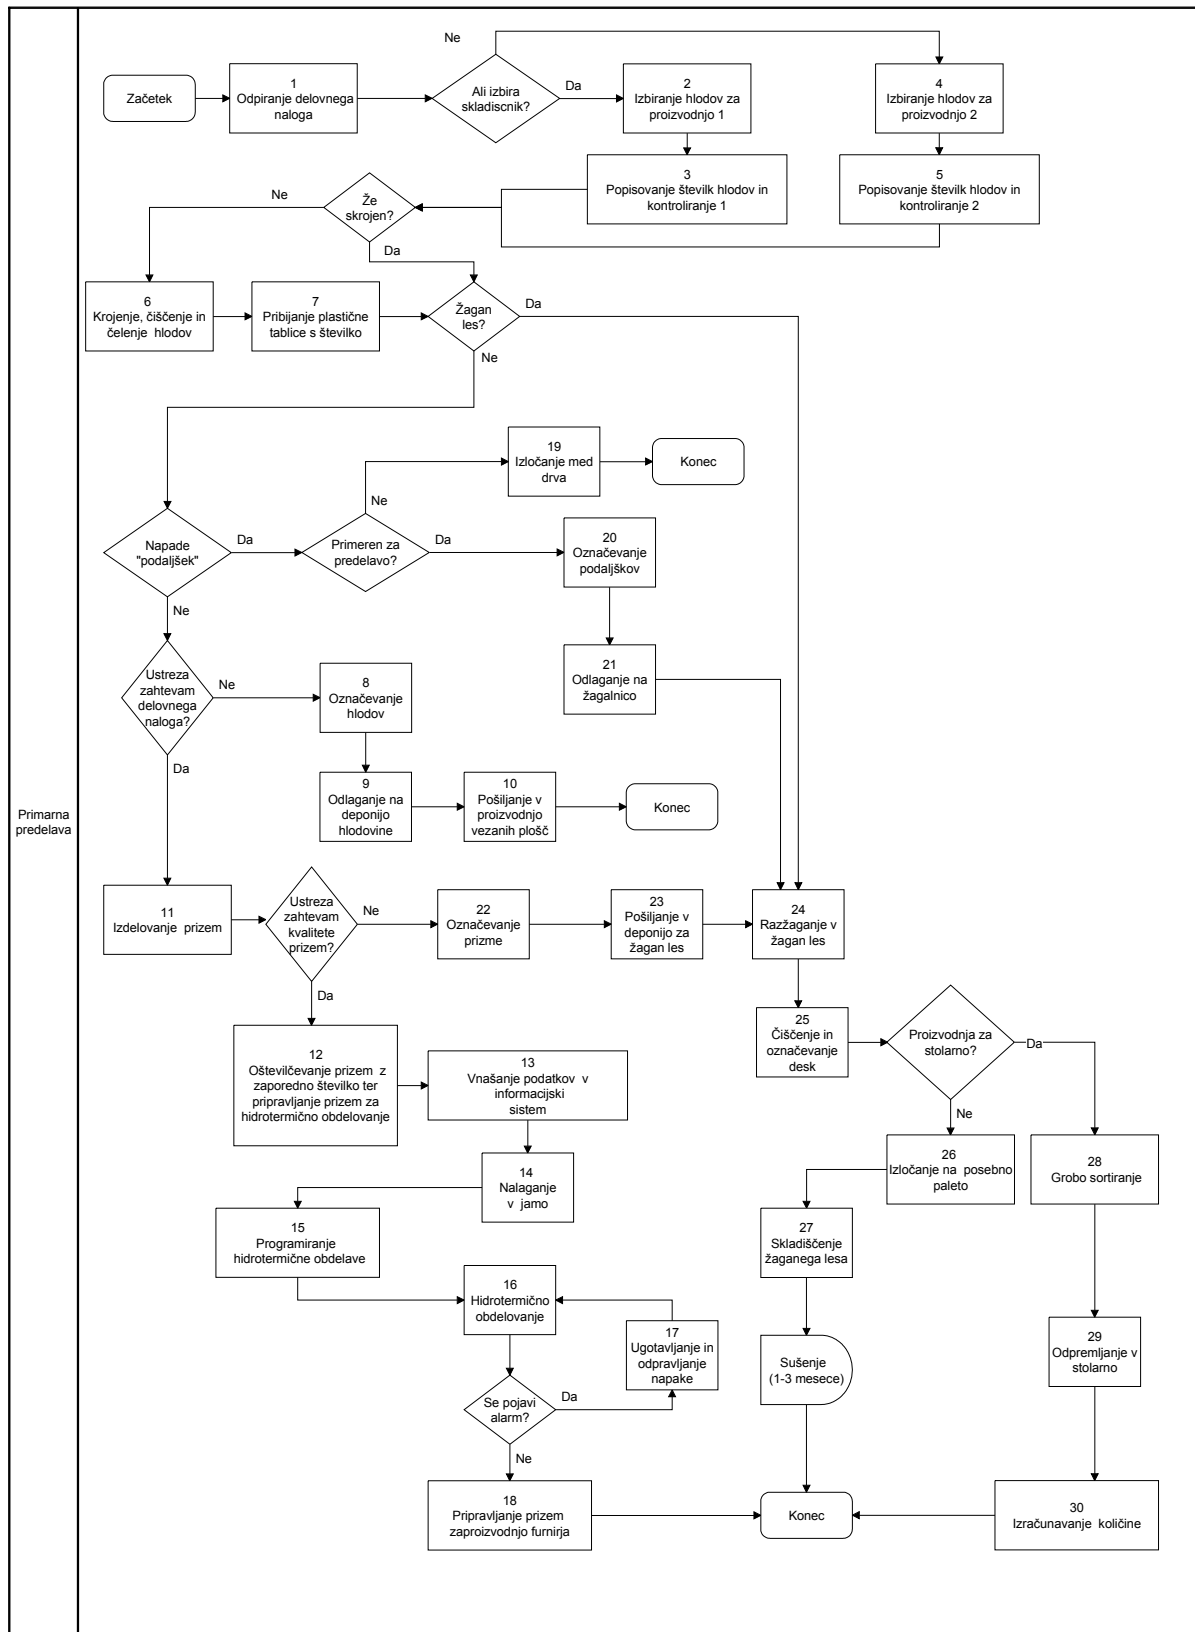 Primarna
predelava
Začetek
1
Odpiranje delovnega
naloga
Ali izbira
skladiscnik?
Ne
Da
2
Izbiranje hlodov za
proizvodnjo 1
4
Izbiranje hlodov za
proizvodnjo 2
3
Popisovanje številk hlodov in
kontroliranje 1
5
Popisovanje številk hlodov in
kontroliranje 2
Že
skrojen?
Ne
Da
6
Krojenje, čiščenje in
čelenje hlodov
7
Pribijanje plastične
tablice s številko
Žagan
les?
Da
Ne
19
Izločanje med
drva
Konec
Napade
"podaljšek"
Da
Ne
Primeren za
predelavo?
Ne
Da
20
Označevanje
podaljškov
21
Odlaganje na
žagalnico
Ustreza
zahtevam
delovnega
naloga?
Ne
Da
8
Označevanje
hlodov
9
Odlaganje na
deponijo
hlodovine
10
Pošiljanje v
proizvodnjo
vezanih plošč
Konec
11
Izdelovanje prizem
Ustreza
zahtevam
kvalitete
prizem?
Ne
Da
22
Označevanje
prizme
23
Pošiljanje v
deponijo za
žagan les
24
Razžaganje v
žagan les
25
Čiščenje in
označevanje
desk
Proizvodnja za
stolarno?
Da
Ne
12
Oštevilčevanje prizem z
zaporedno številko ter
pripravljanje prizem za
hidrotermično obdelovanje
13
Vnašanje podatkov v
informacijski
sistem
14
Nalaganje
v jamo
15
Programiranje
hidrotermične obdelave
16
Hidrotermično
obdelovanje
17
Ugotavljanje in
odpravljanje
napake
Se pojavi
alarm?
Da
Ne
18
Pripravljanje prizem
zaproizvodnjo furnirja
26
Izločanje na posebno
paleto
27
Skladiščenje
žaganega lesa
Sušenje
(1-3 mesece)
Konec
28
Grobo sortiranje
29
Odpremljanje v
stolarno
30
Izračunavanje količine